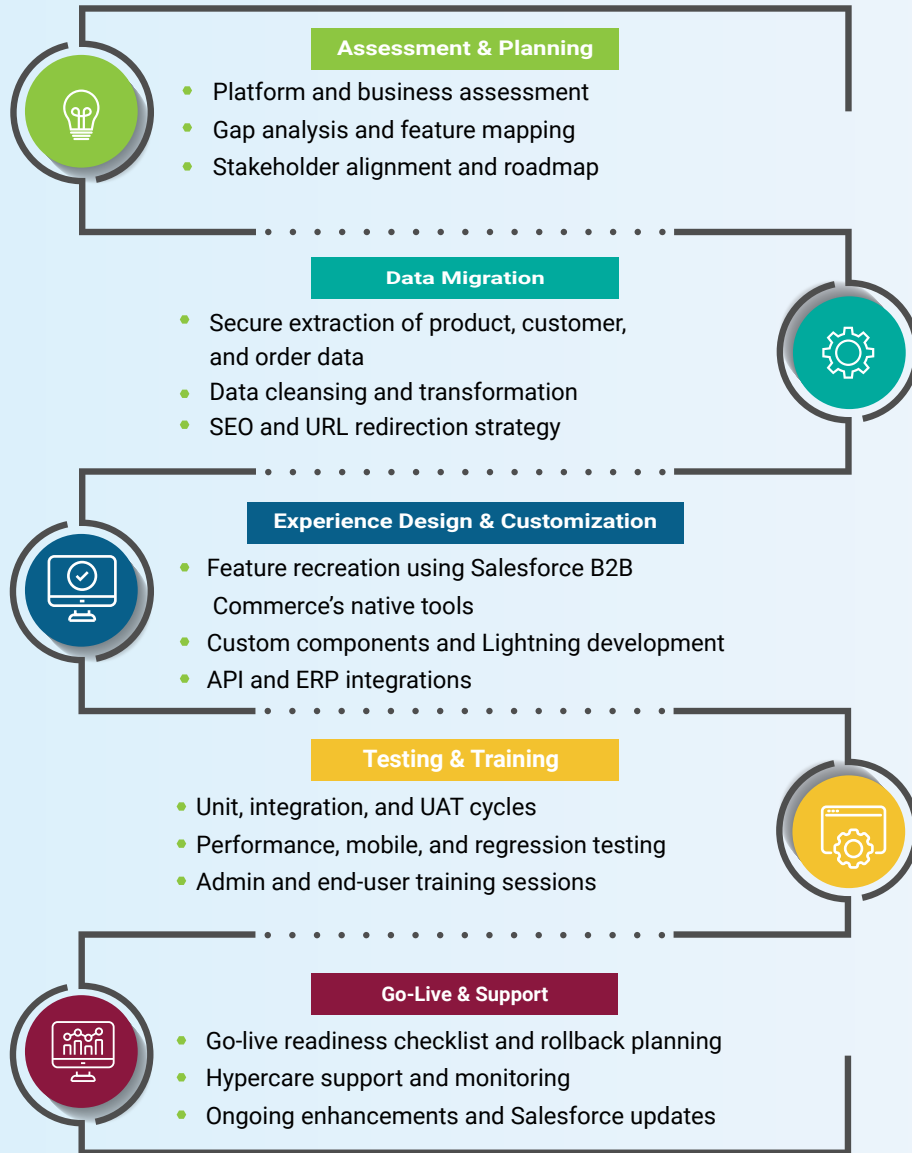 Assessment & Planning
Platform and business assessment
Gap analysis and feature mapping
Stakeholder alignment and roadmap
Data Migration
Secure extraction of product, customer,
and order data
Data cleansing and transformation
SEO and URL redirection strategy
Experience Design & Customization
Feature recreation using Salesforce B2B
Commerce’s native tools
Custom components and Lightning development
API and ERP integrations
Testing & Training
Unit, integration, and UAT cycles
Performance, mobile, and regression testing
Admin and end-user training sessions
Go-Live & Support
Go-live readiness checklist and rollback planning
Hypercare support and monitoring
Ongoing enhancements and Salesforce updates